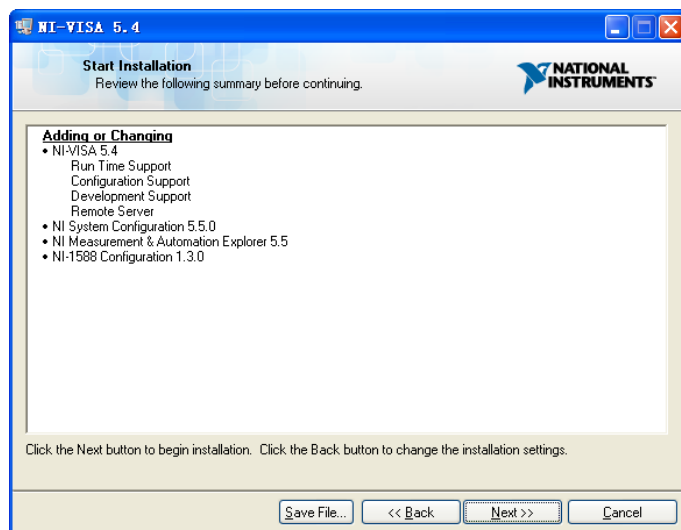 NI-VISA 5.4
Start Installation
Review the following summary before continuing.
NATIONAL
INSTRUMENTS
Adding or Changing
• NI-VISA 5.4
Run Time Support
Configuration Support
Development Support
Remote Server
• NI System Configuration 5.5.0
• NI Measurement & Automation Explorer 5.5
• NI-1588 Configuration 1.3.0
Click the Next button to begin installation. Click the Back button to change the installation settings.
Save File... << Back Next >> Cancel